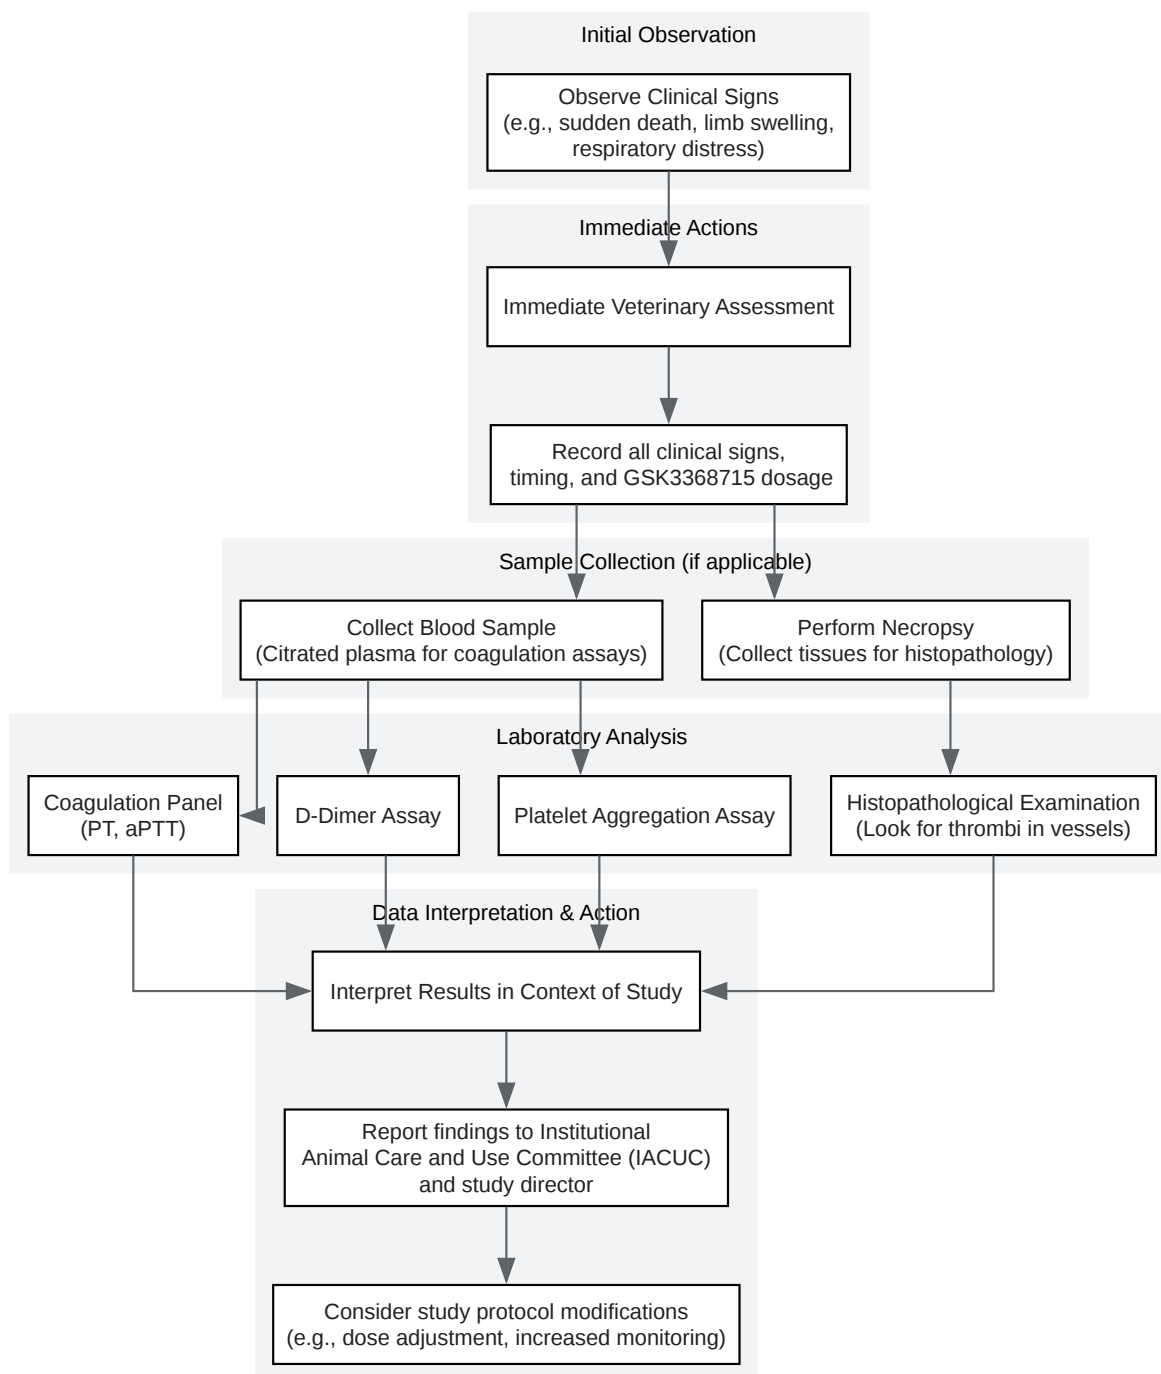 Initial Observation
Observe Clinical Signs
(e.g., sudden death, limb swelling,
respiratory distress)
Immediate Actions
Immediate Veterinary Assessment
Record all clinical signs,
timing, and GSK3368715 dosage
Sample Collection (if applicable)
Collect Blood Sample
(Citrated plasma for coagulation assays)
Perform Necropsy
(Collect tissues for histopathology)
Laboratory Analysis
Coagulation Panel
(PT, aPTT)
D-Dimer Assay
Platelet Aggregation Assay
Histopathological Examination
(Look for thrombi in vessels)
Data Interpretation & Action
Interpret Results in Context of Study
Report findings to Institutional
Animal Care and Use Committee (IACUC)
and study director
Consider study protocol modifications
(e.g., dose adjustment, increased monitoring)